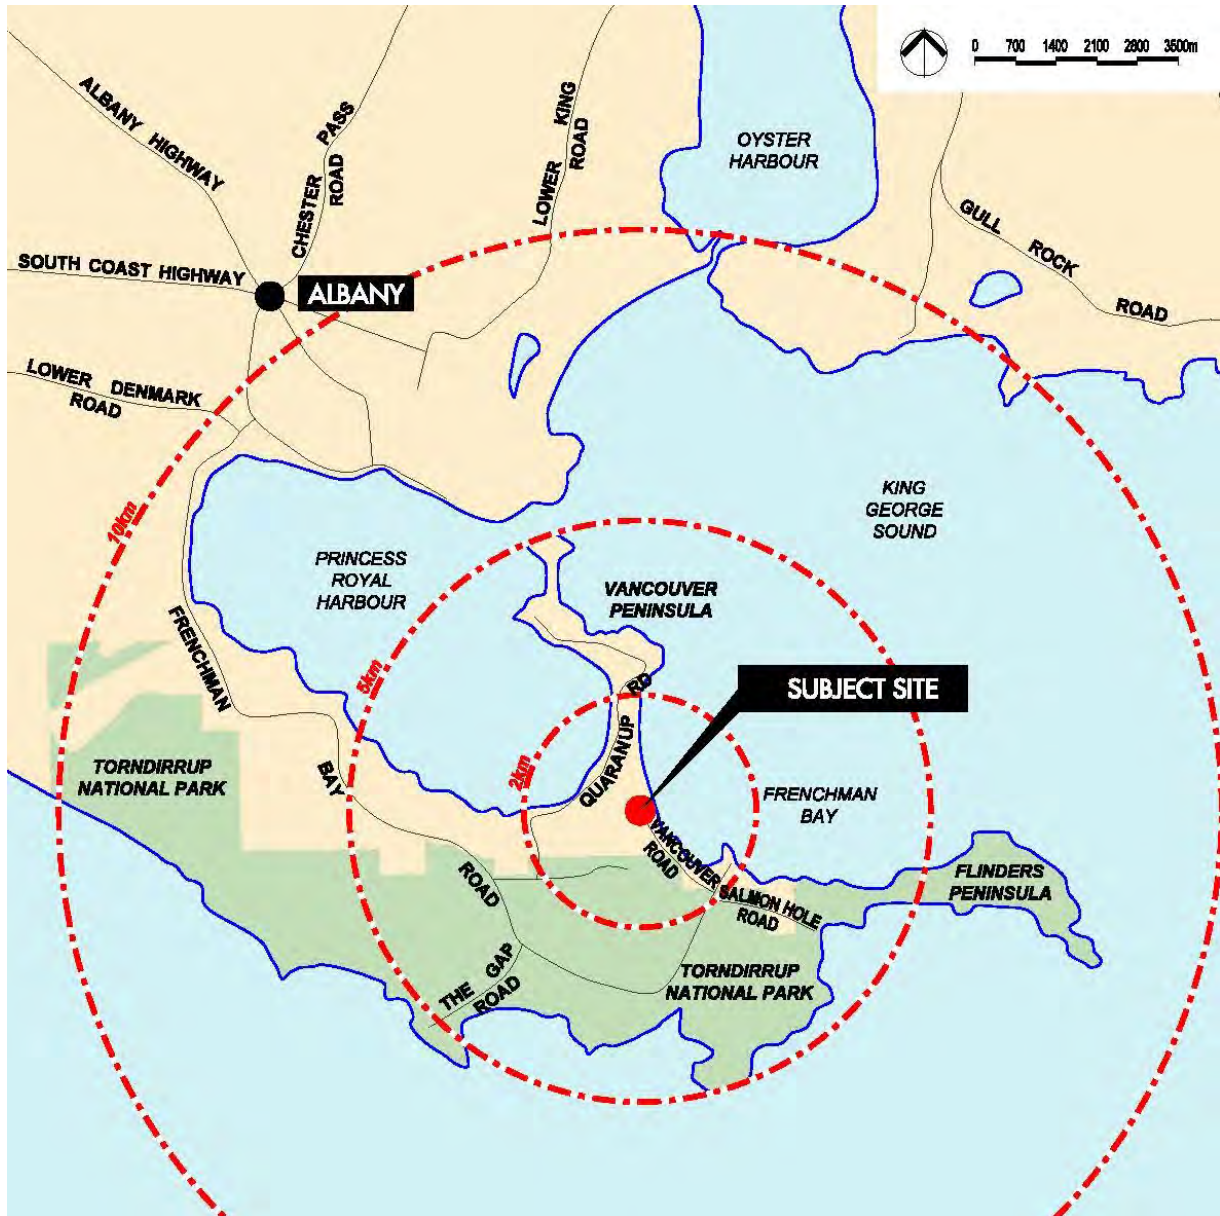 0 700 1400 2100 2800 3500m
ALBANY HIGHWAY
CHESTER PASS
ROAD
LOWER KING
ROAD
OYSTER
HARBOUR
GULL ROCK ROAD
SOUTH COAST HIGHWAY
ALBANY
LOWER DENMARK
ROAD
KING
GEORGE
SOUND
10km
PRINCESS
ROYAL
HARBOUR
VANCOUVER
PENINSULA
FRENCHMAN BAY ROAD
5km
QUARANUP RD
SUBJECT SITE
2km
TORNDIRRUP
NATIONAL PARK
FRENCHMAN
BAY
VANCOUVER
ROAD
FLINDERS
PENINSULA
SALMON HOLE
ROAD
THE GAP
ROAD
TORNDIRRUP
NATIONAL PARK